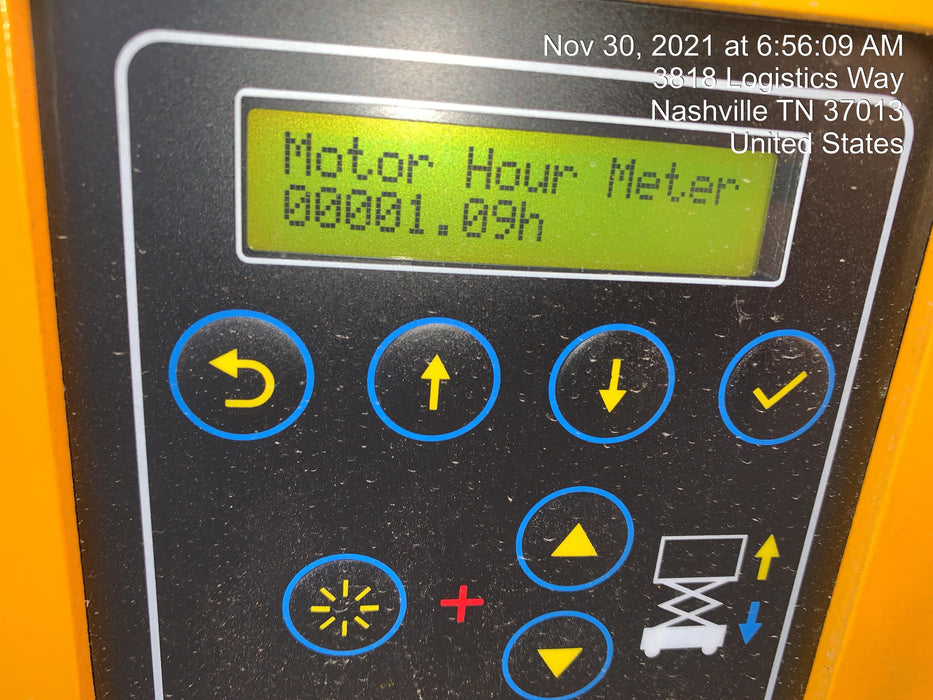 Nov 30, 2021 at 6:56:09 AM
3818 Logistics Way
Nashville TN 37013
United States
Motor Hour Meter
00001.09h